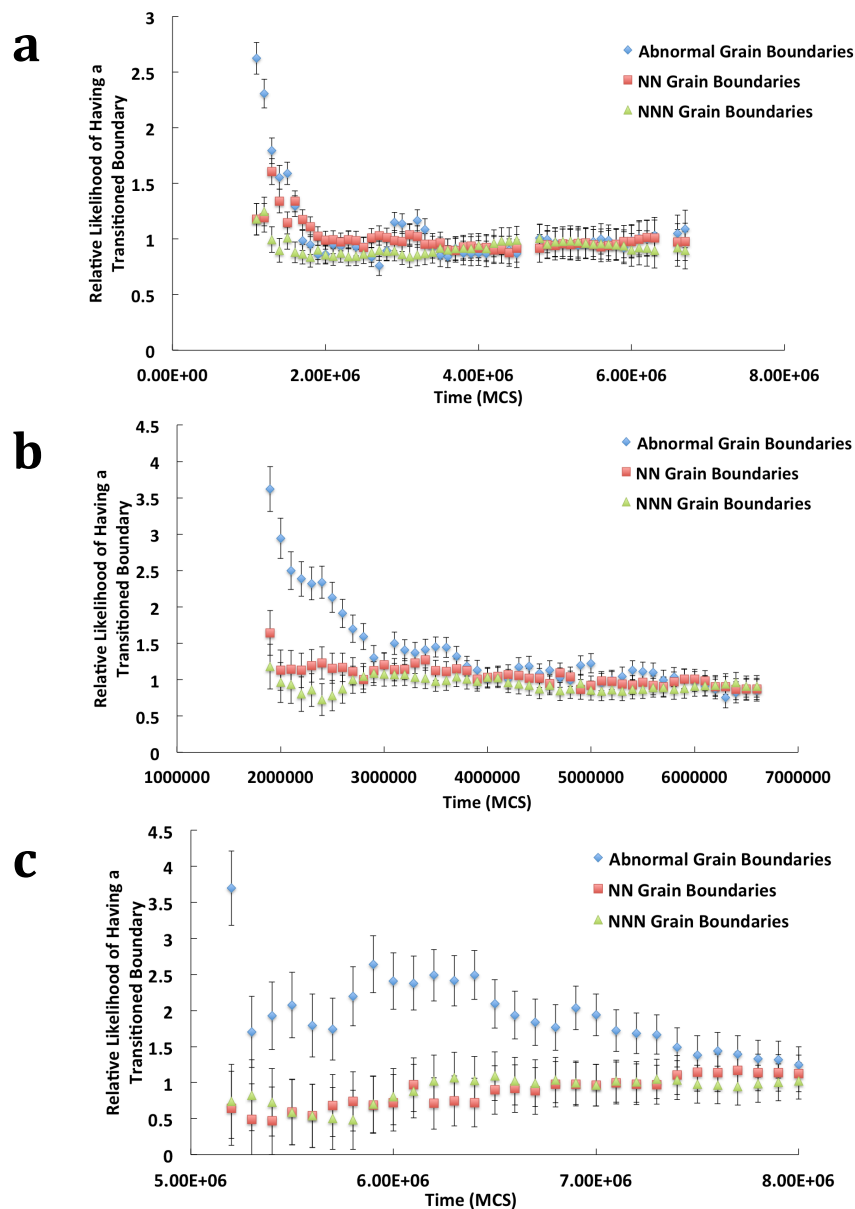 a
3
2.5
2
1.5
1
0.5
0
Relative Likelihood of Having a
Transitioned Boundary
Abnormal Grain Boundaries
NN Grain Boundaries
NNN Grain Boundaries
0.00E+00 2.00E+06 4.00E+06 6.00E+06 8.00E+06
Time (MCS)
b
4.5
4
3.5
3
2.5
2
1.5
1
0.5
0
Relative Likelihood of Having a
Transitioned Boundary
Abnormal Grain Boundaries
NN Grain Boundaries
NNN Grain Boundaries
1000000 2000000 3000000 4000000 5000000 6000000 7000000
Time (MCS)
c
4.5
4
3.5
3
2.5
2
1.5
1
0.5
0
Relative Likelihood of Having a
Transitioned Boundary
Abnormal Grain Boundaries
NN Grain Boundaries
NNN Grain Boundaries
5.00E+06 6.00E+06 7.00E+06 8.00E+06
Time (MCS)